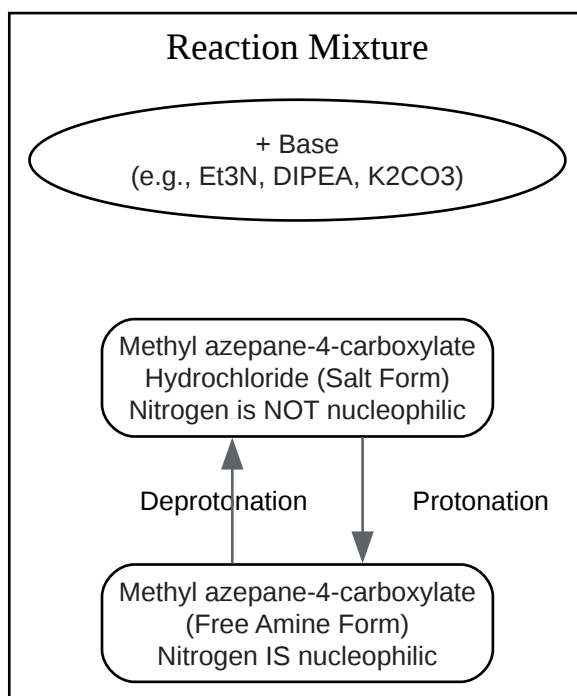 Reaction Mixture
+ Base
(e.g., Et3N, DIPEA, K2CO3)
Methyl azepane-4-carboxylate
Hydrochloride (Salt Form)
Nitrogen is NOT nucleophilic
Deprotonation
Protonation
Methyl azepane-4-carboxylate
(Free Amine Form)
Nitrogen IS nucleophilic